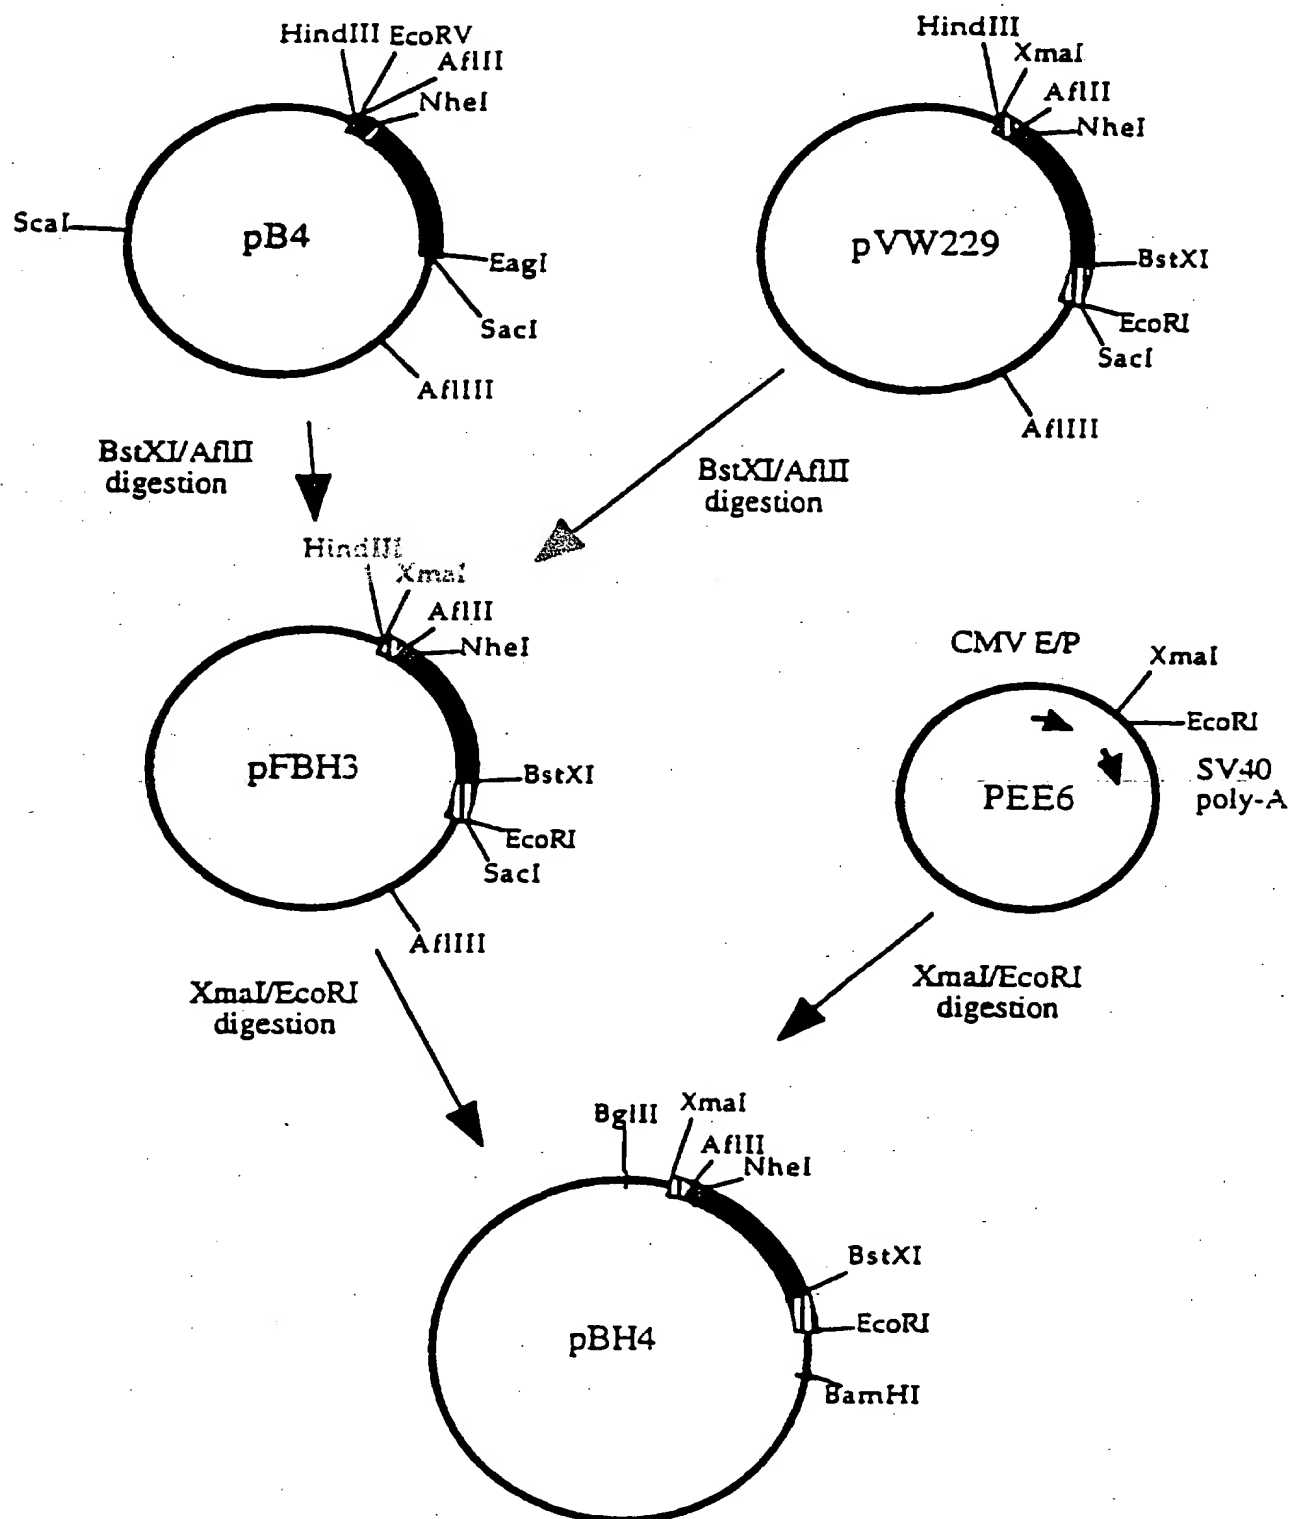 HindIII EcoRV
AflII
NheI
ScaI
pB4
EagI
SacI
AflIII
HindIII
XmaI
AflII
NheI
pVW229
BstXI
EcoRI
SacI
AflIII
BstXI/AflII
digestion
BstXI/AflII
digestion
HindIII
XmaI
AflII
NheI
pFBH3
BstXI
EcoRI
SacI
AflIII
CMV E/P
XmaI
EcoRI
SV40
poly-A
PEE6
XmaI/EcoRI
digestion
XmaI/EcoRI
digestion
BglII
XmaI
AflII
NheI
BstXI
EcoRI
pBH4
BamHI